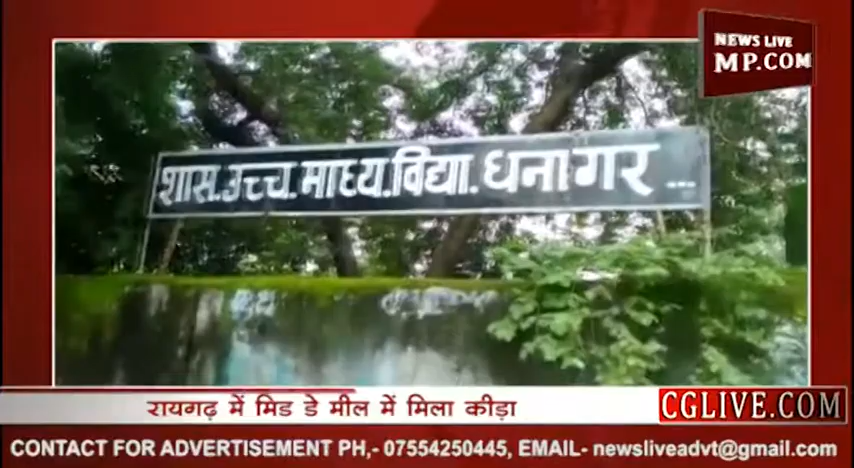 NEWS LIVE
MP.COM
शास.उच्च.माध्य.विद्या.धनागर...
रायगढ़ में मिड डे मील में मिला कीड़ा
CGLIVE.COM
CONTACT FOR ADVERTISEMENT PH,- 07554250445, EMAIL- newsliveadvt@gmail.com